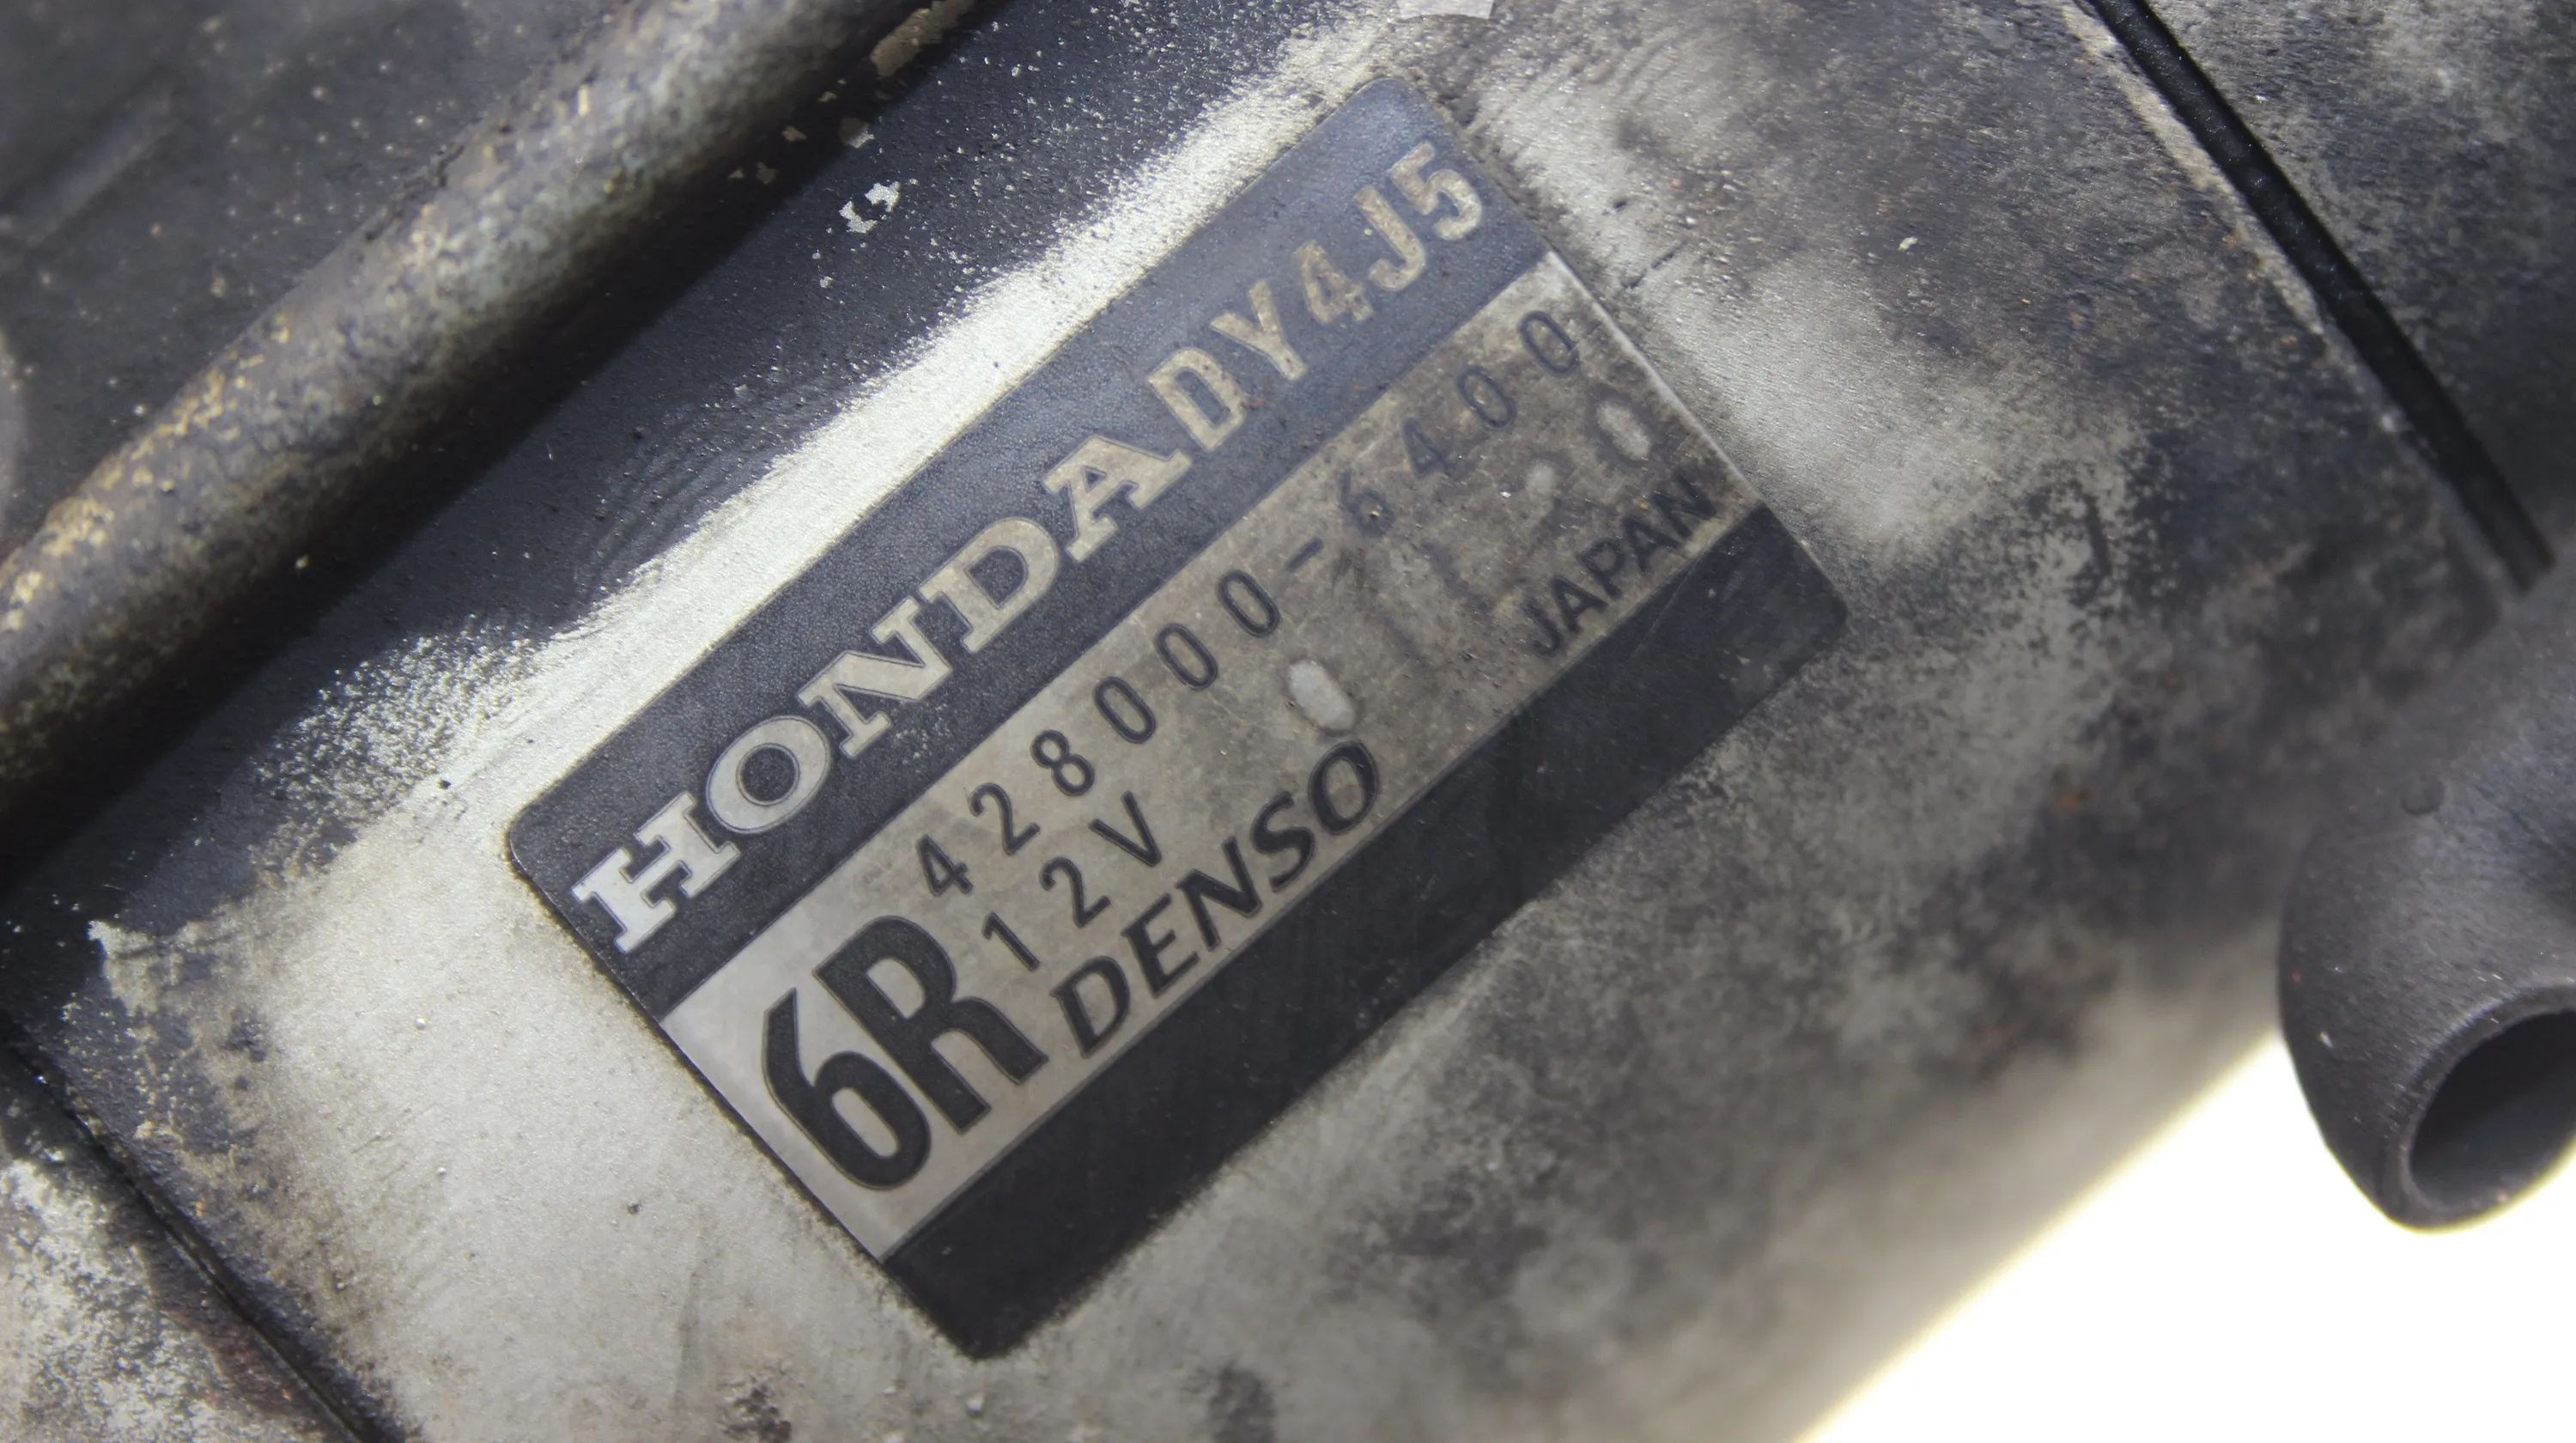 HONDA DY4J5
428000-6400
6R 12V
DENSO JAPAN